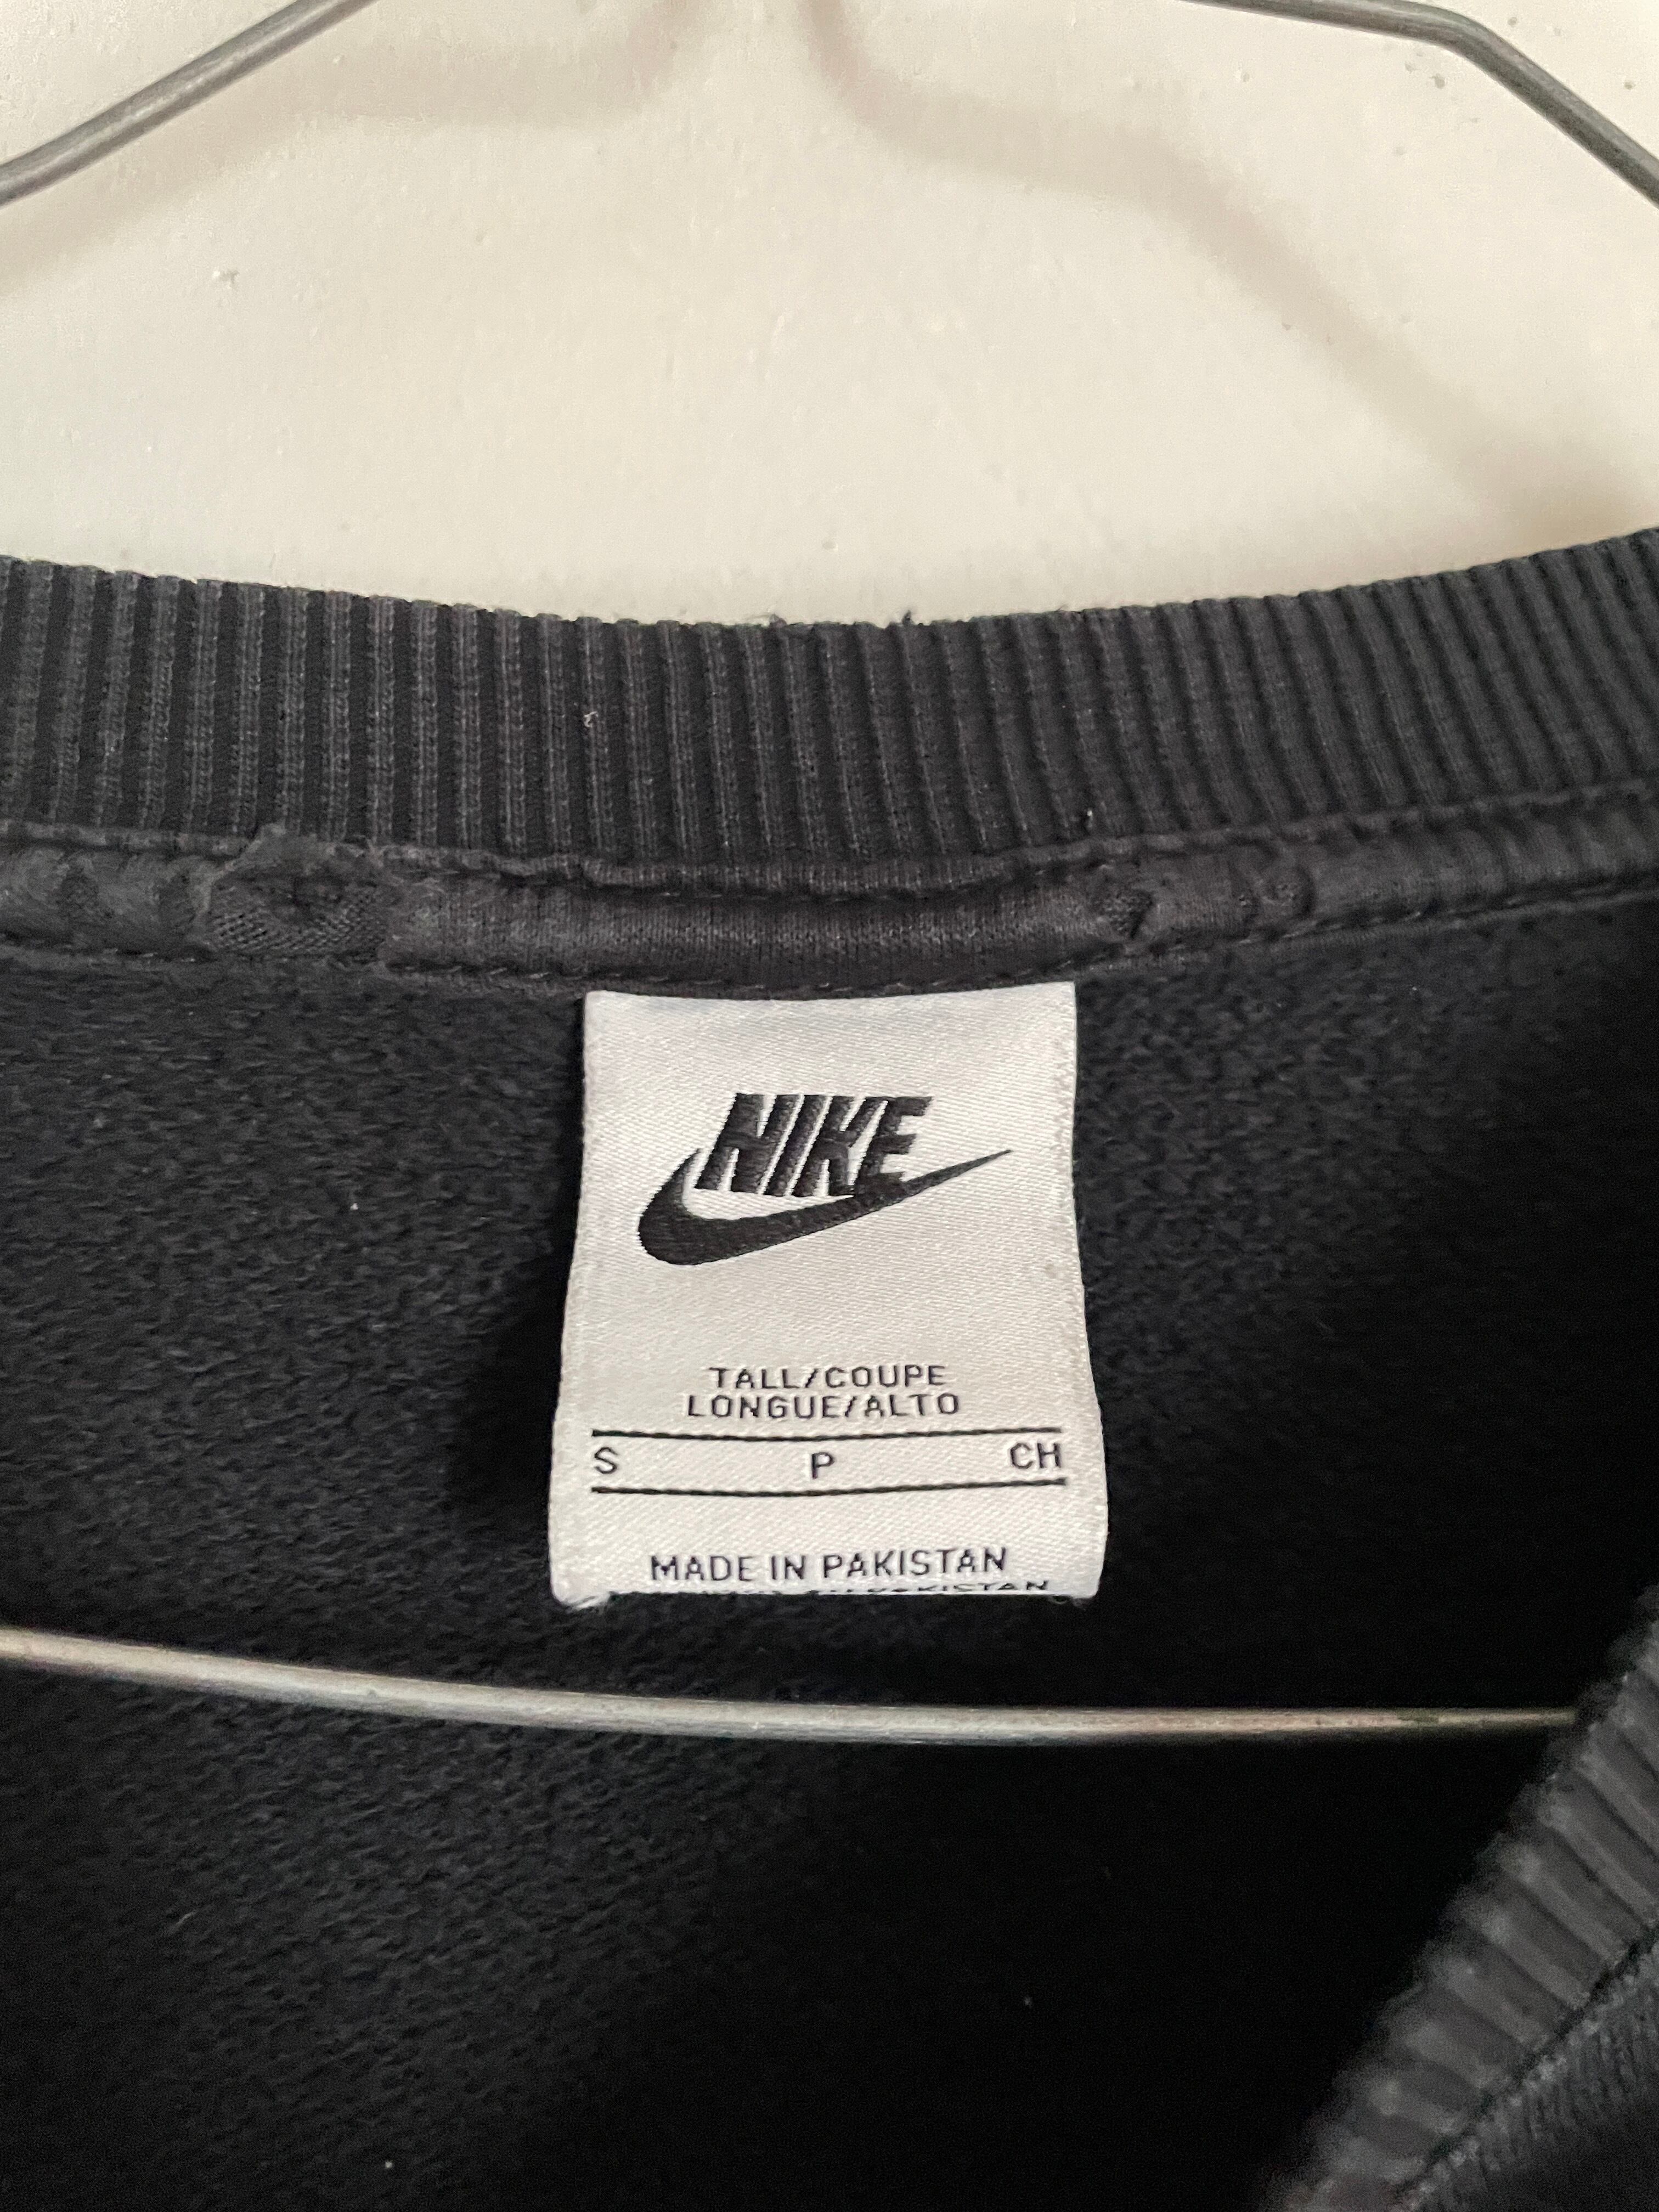 NIKE
TALL/COUPE
LONGUE/ALTO
S P CH
MADE IN PAKISTAN